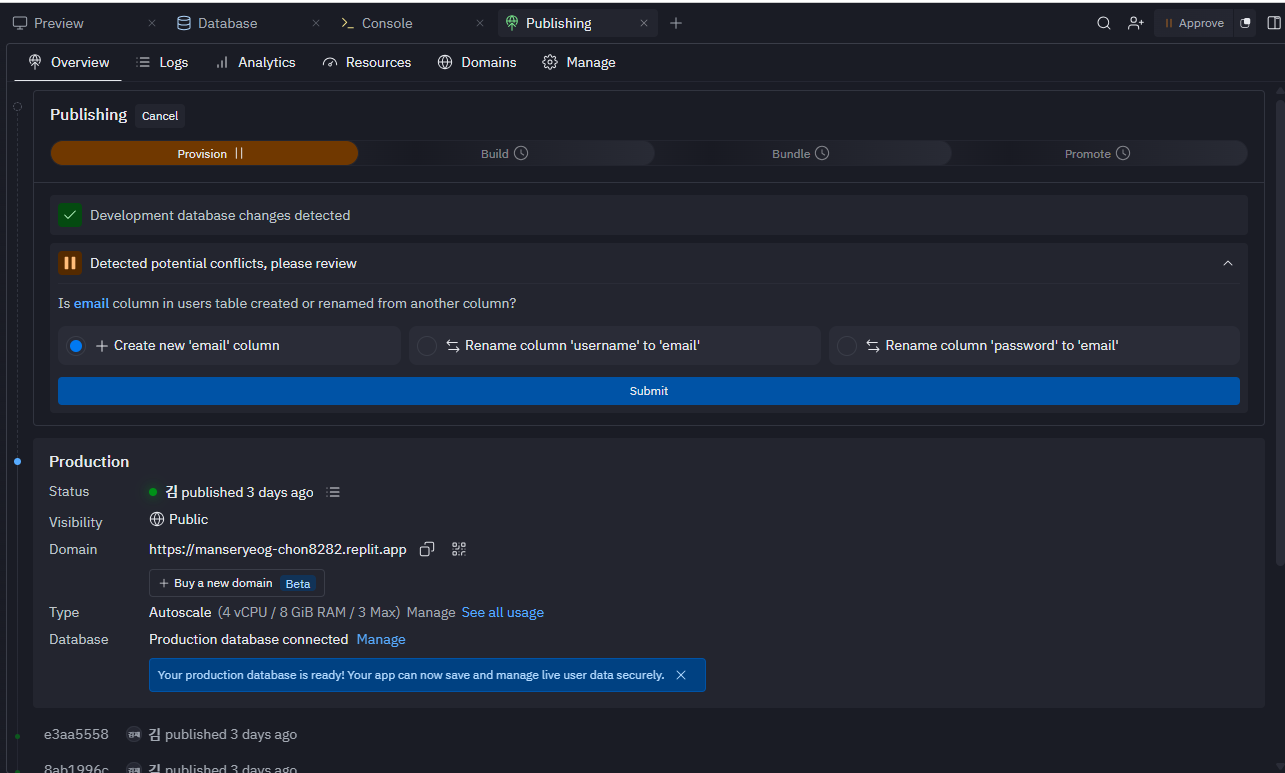 Preview Database Console Publishing Approve
Overview Logs Analytics Resources Domains Manage
Publishing Cancel
Provision Build Bundle Promote
Development database changes detected
Detected potential conflicts, please review
Is email column in users table created or renamed from another column?
Create new 'email' column Rename column 'username' to 'email' Rename column 'password' to 'email'
Submit
Production
Status 김 published 3 days ago
Visibility Public
Domain https://manseryeog-chon8282.replit.app
+ Buy a new domain Beta
Type Autoscale (4 vCPU / 8 GiB RAM / 3 Max) Manage See all usage
Database Production database connected Manage
Your production database is ready! Your app can now save and manage live user data securely.
e3aa5558 김 published 3 days ago
8ab1996c 김 published 3 days ago